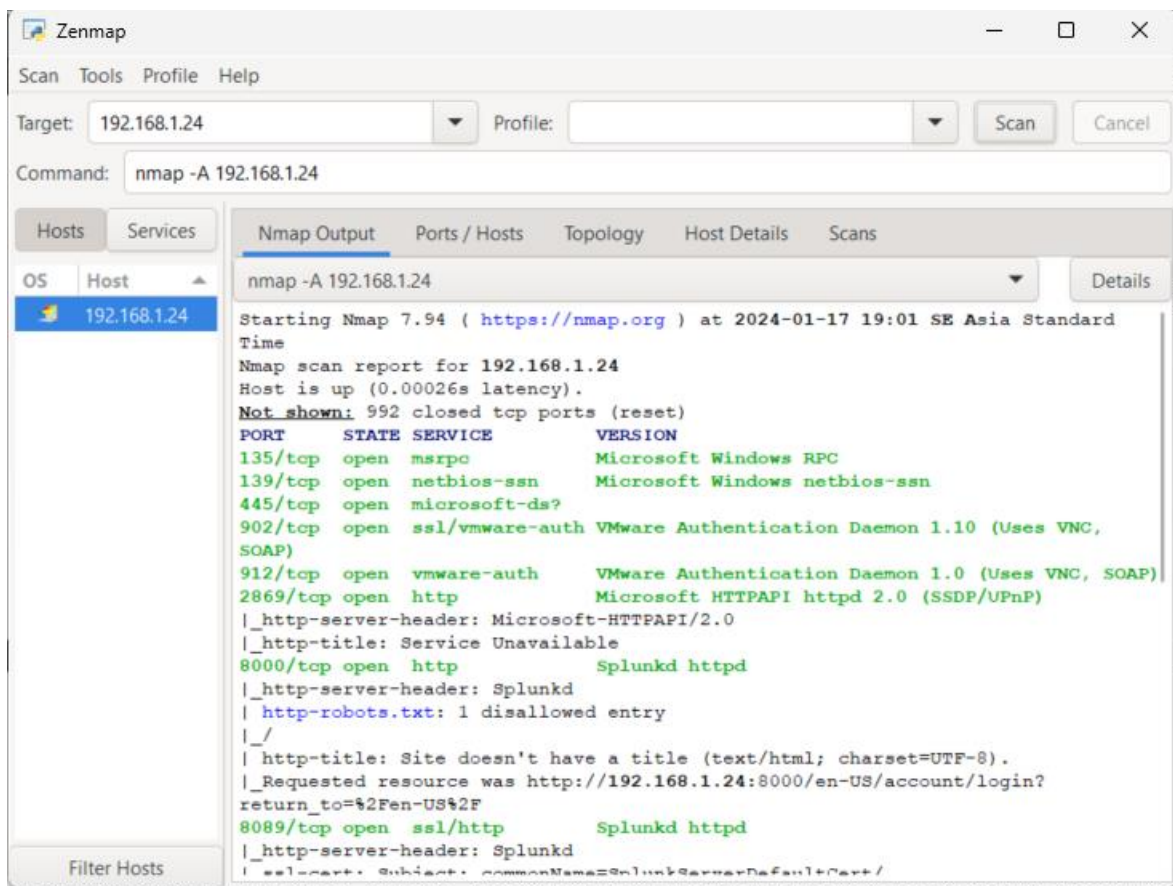 Zenmap
Scan Tools Profile Help
Target: 192.168.1.24 Profile: Scan Cancel
Command: nmap -A 192.168.1.24
Hosts Services
OS Host
192.168.1.24
Filter Hosts
Nmap Output Ports / Hosts Topology Host Details Scans
nmap -A 192.168.1.24 Details
Starting Nmap 7.94 ( https://nmap.org ) at 2024-01-17 19:01 SE Asia Standard
Time
Nmap scan report for 192.168.1.24
Host is up (0.00026s latency).
Not shown: 992 closed tcp ports (reset)
PORT STATE SERVICE VERSION
135/tcp open msrpc Microsoft Windows RPC
139/tcp open netbios-ssn Microsoft Windows netbios-ssn
445/tcp open microsoft-ds?
902/tcp open ssl/vmware-auth VMware Authentication Daemon 1.10 (Uses VNC,
SOAP)
912/tcp open vmware-auth VMware Authentication Daemon 1.0 (Uses VNC, SOAP)
2869/tcp open http Microsoft HTTPAPI httpd 2.0 (SSDP/UPnP)
|_http-server-header: Microsoft-HTTPAPI/2.0
|_http-title: Service Unavailable
8000/tcp open http Splunkd httpd
|_http-server-header: Splunkd
| http-robots.txt: 1 disallowed entry
|_/
| http-title: Site doesn't have a title (text/html; charset=UTF-8).
|_Requested resource was http://192.168.1.24:8000/en-US/account/login?
return_to=%2Fen-US%2F
8089/tcp open ssl/http Splunkd httpd
|_http-server-header: Splunkd
| ssl-cert: Subject: commonName=SplunkServerDefaultCert/